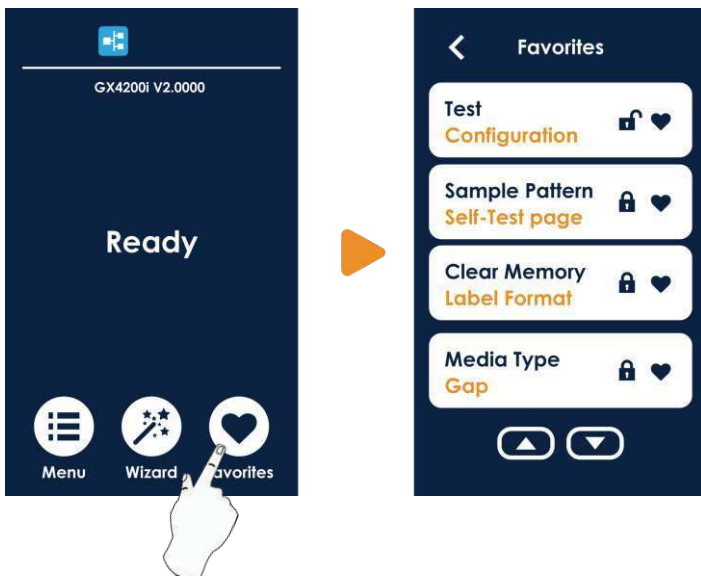 GX4200i V2.0000
Ready
Menu
Wizard
avorites
Favorites
Test
Configuration
Sample Pattern
Self-Test page
Clear Memory
Label Format
Media Type
Gap